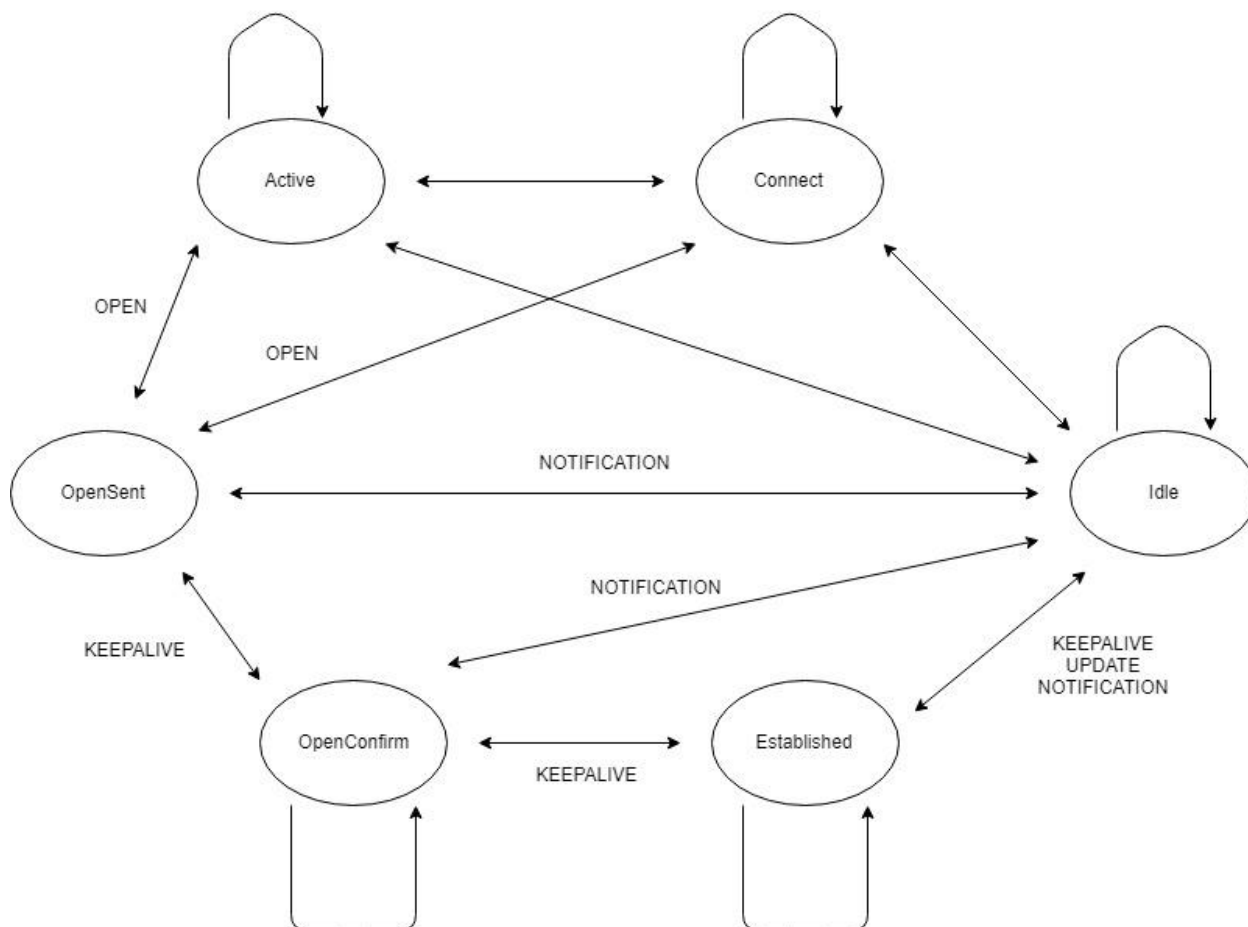 Active
Connect
OPEN
OPEN
NOTIFICATION
OpenSent
Idle
NOTIFICATION
KEEPALIVE
KEEPALIVE
UPDATE
NOTIFICATION
OpenConfirm
Established
KEEPALIVE